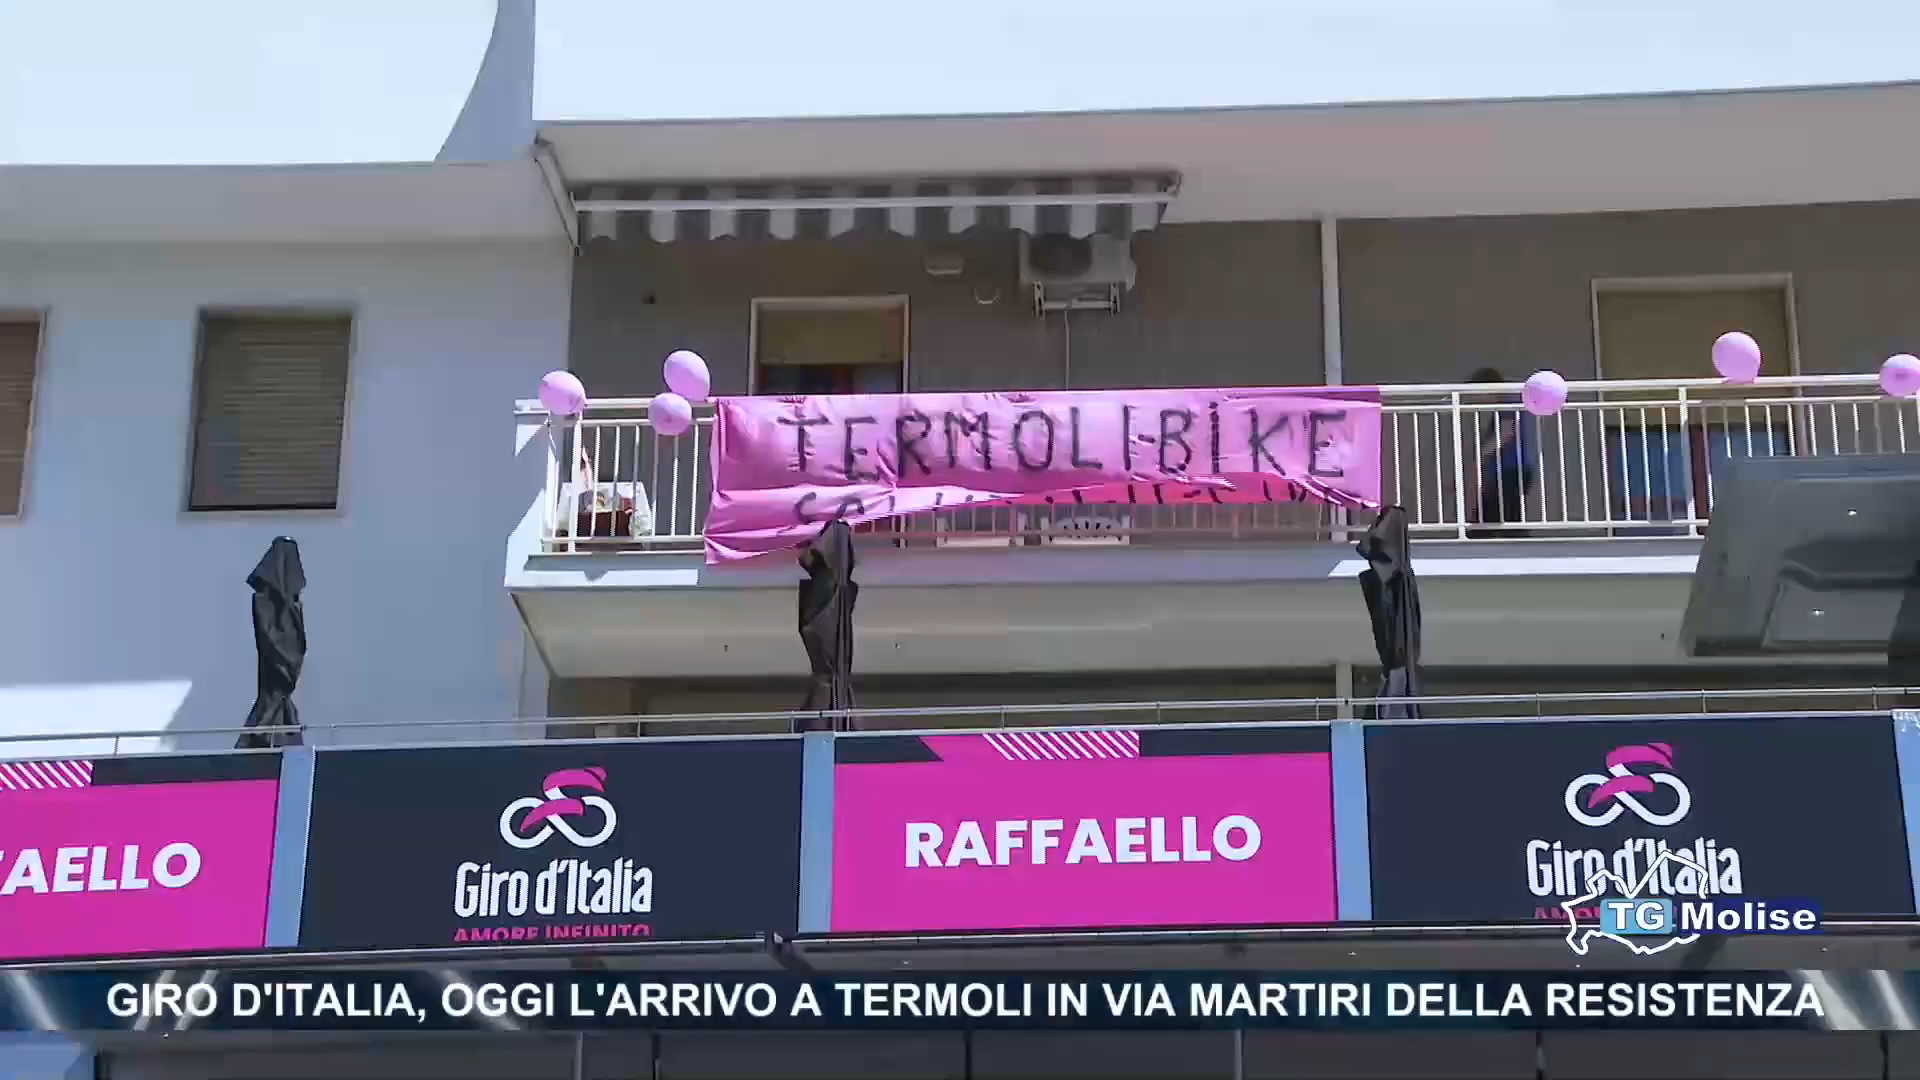 TERMOLI-BIKE
FAELLO
Giro d'Italia
AMORE INFINITO
RAFFAELLO
Giro d'Italia
TG Molise
GIRO D'ITALIA, OGGI L'ARRIVO A TERMOLI IN VIA MARTIRI DELLA RESISTENZA